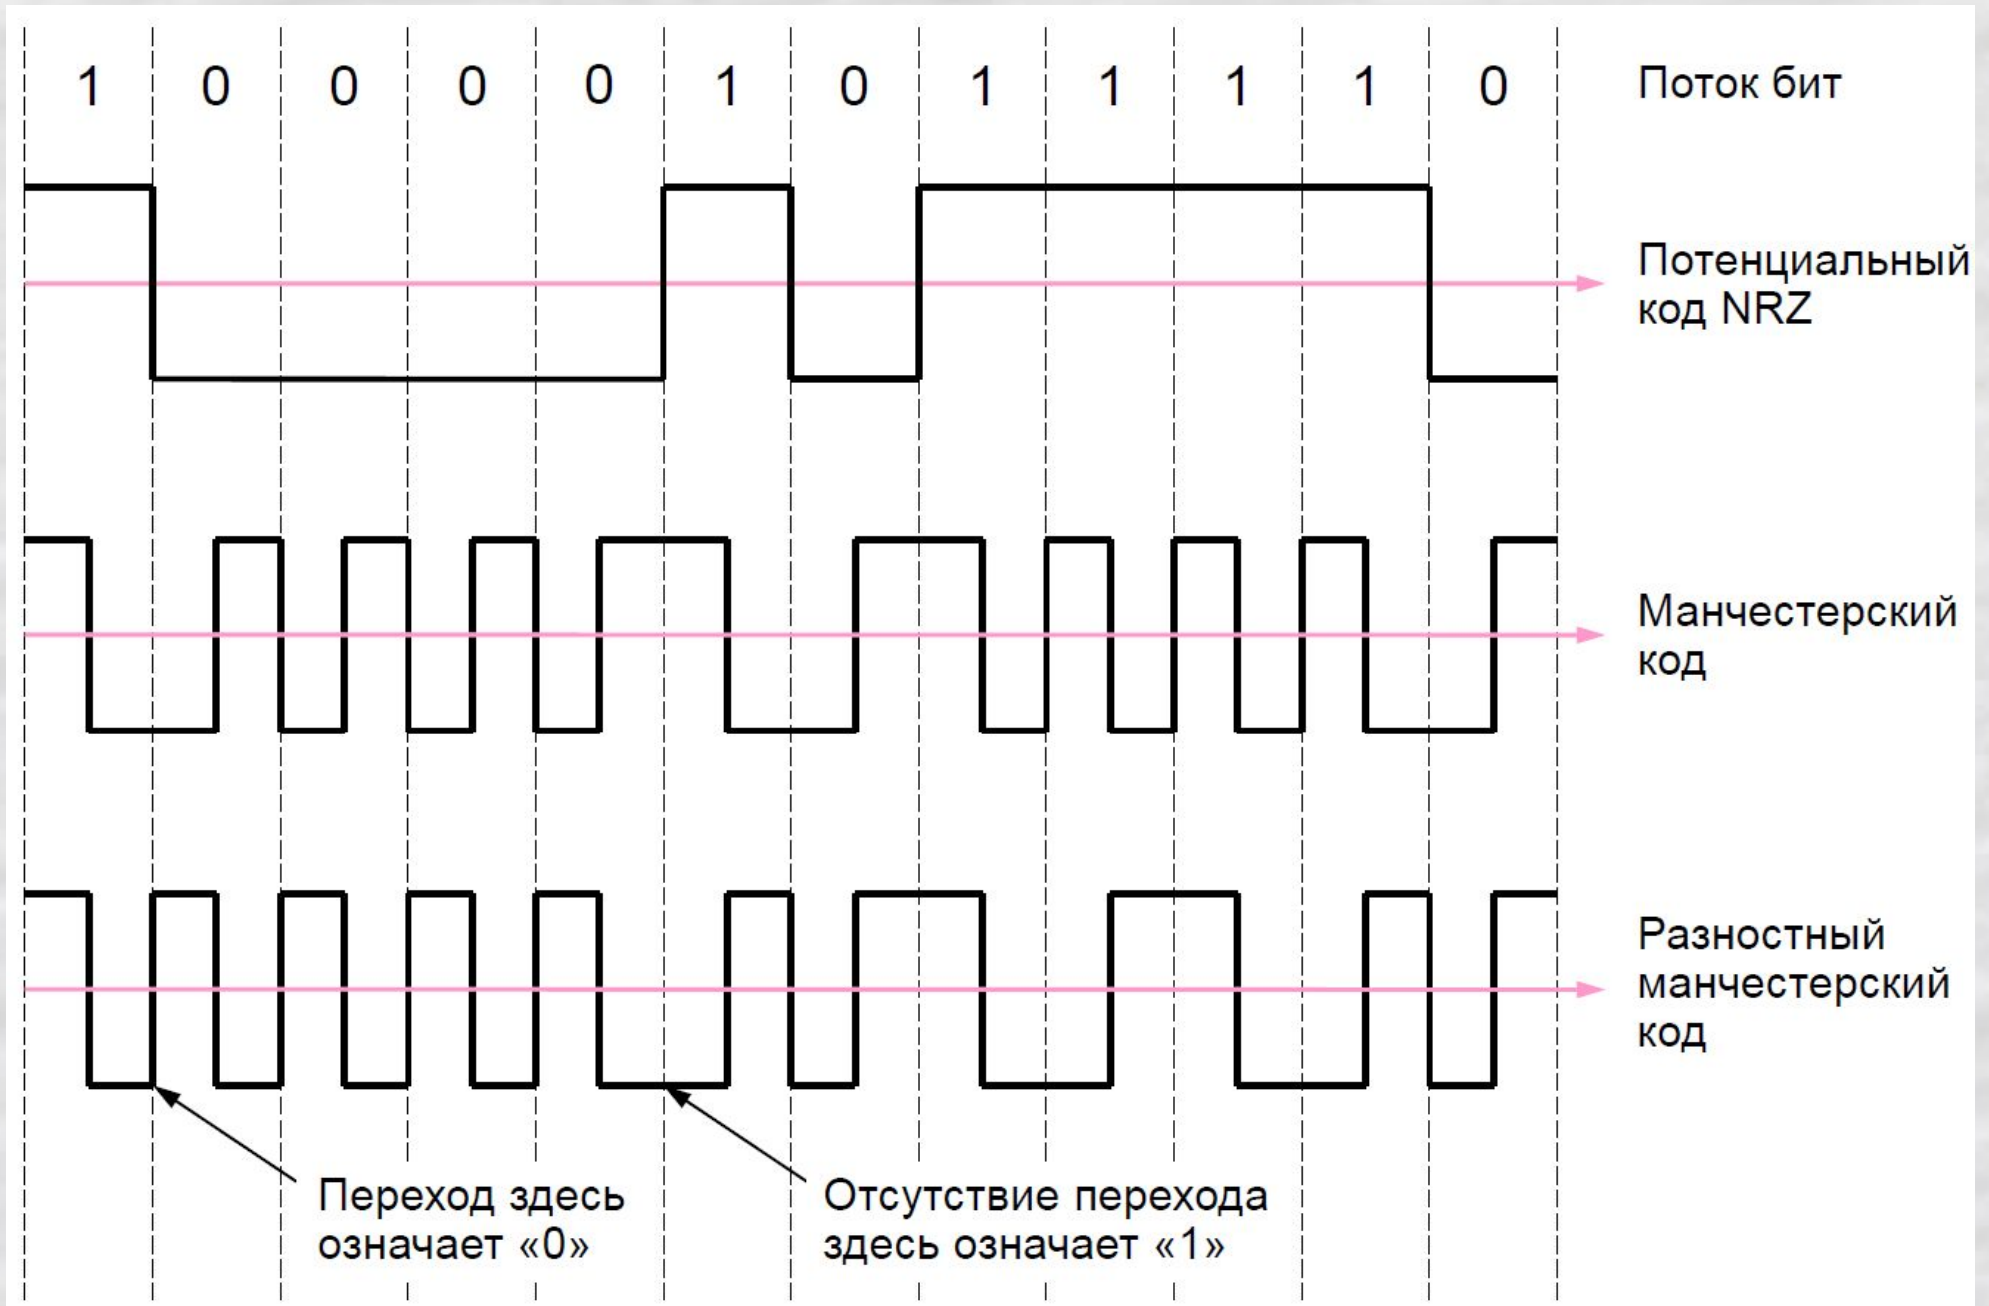 1 0 0 0 0 1 0 1 1 1 1 0 Поток бит
Потенциальный
код NRZ
Манчестерский
код
Разностный
манчестерский
код
Переход здесь
означает «0»
Отсутствие перехода
здесь означает «1»